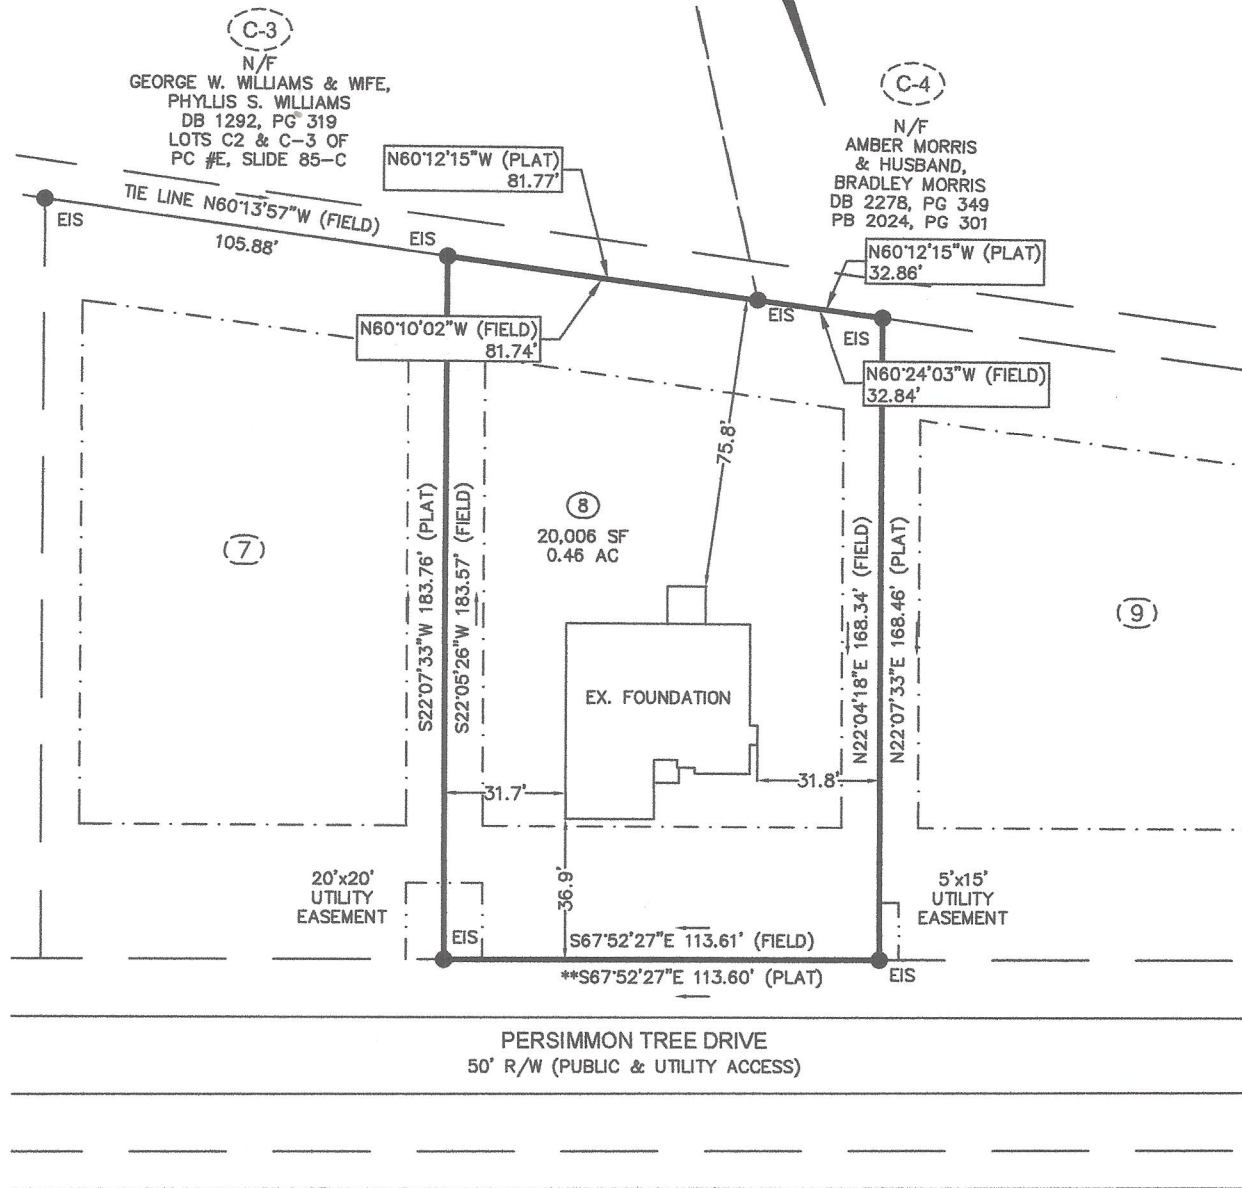 C-3
N/F
GEORGE W. WILLIAMS & WIFE,
PHYLLIS S. WILLIAMS
DB 1292, PG 319
LOTS C2 & C-3 OF
PC #E, SLIDE 85-C
C-4
N/F
AMBER MORRIS
& HUSBAND,
BRADLEY MORRIS
DB 2278, PG 349
PB 2024, PG 301
N60°12'15"W (PLAT)
81.77'
TIE LINE N60°13'57"W (FIELD)
105.88'
EIS
EIS
N60°12'15"W (PLAT)
32.86'
EIS
EIS
N60°10'02"W (FIELD)
81.74'
N60°24'03"W (FIELD)
32.84'
75.8'
7
8
20,006 SF
0.46 AC
9
S22°07'33"W 183.76' (PLAT)
S22°05'26"W 183.57' (FIELD)
N22°04'18"E 168.34' (FIELD)
N22°07'33"E 168.46' (PLAT)
EX. FOUNDATION
31.7'
31.8'
36.9'
20'x20'
UTILITY
EASEMENT
5'x15'
UTILITY
EASEMENT
EIS
S67°52'27"E 113.61' (FIELD)
**S67°52'27"E 113.60' (PLAT)
EIS
PERSIMMON TREE DRIVE
50' R/W (PUBLIC & UTILITY ACCESS)